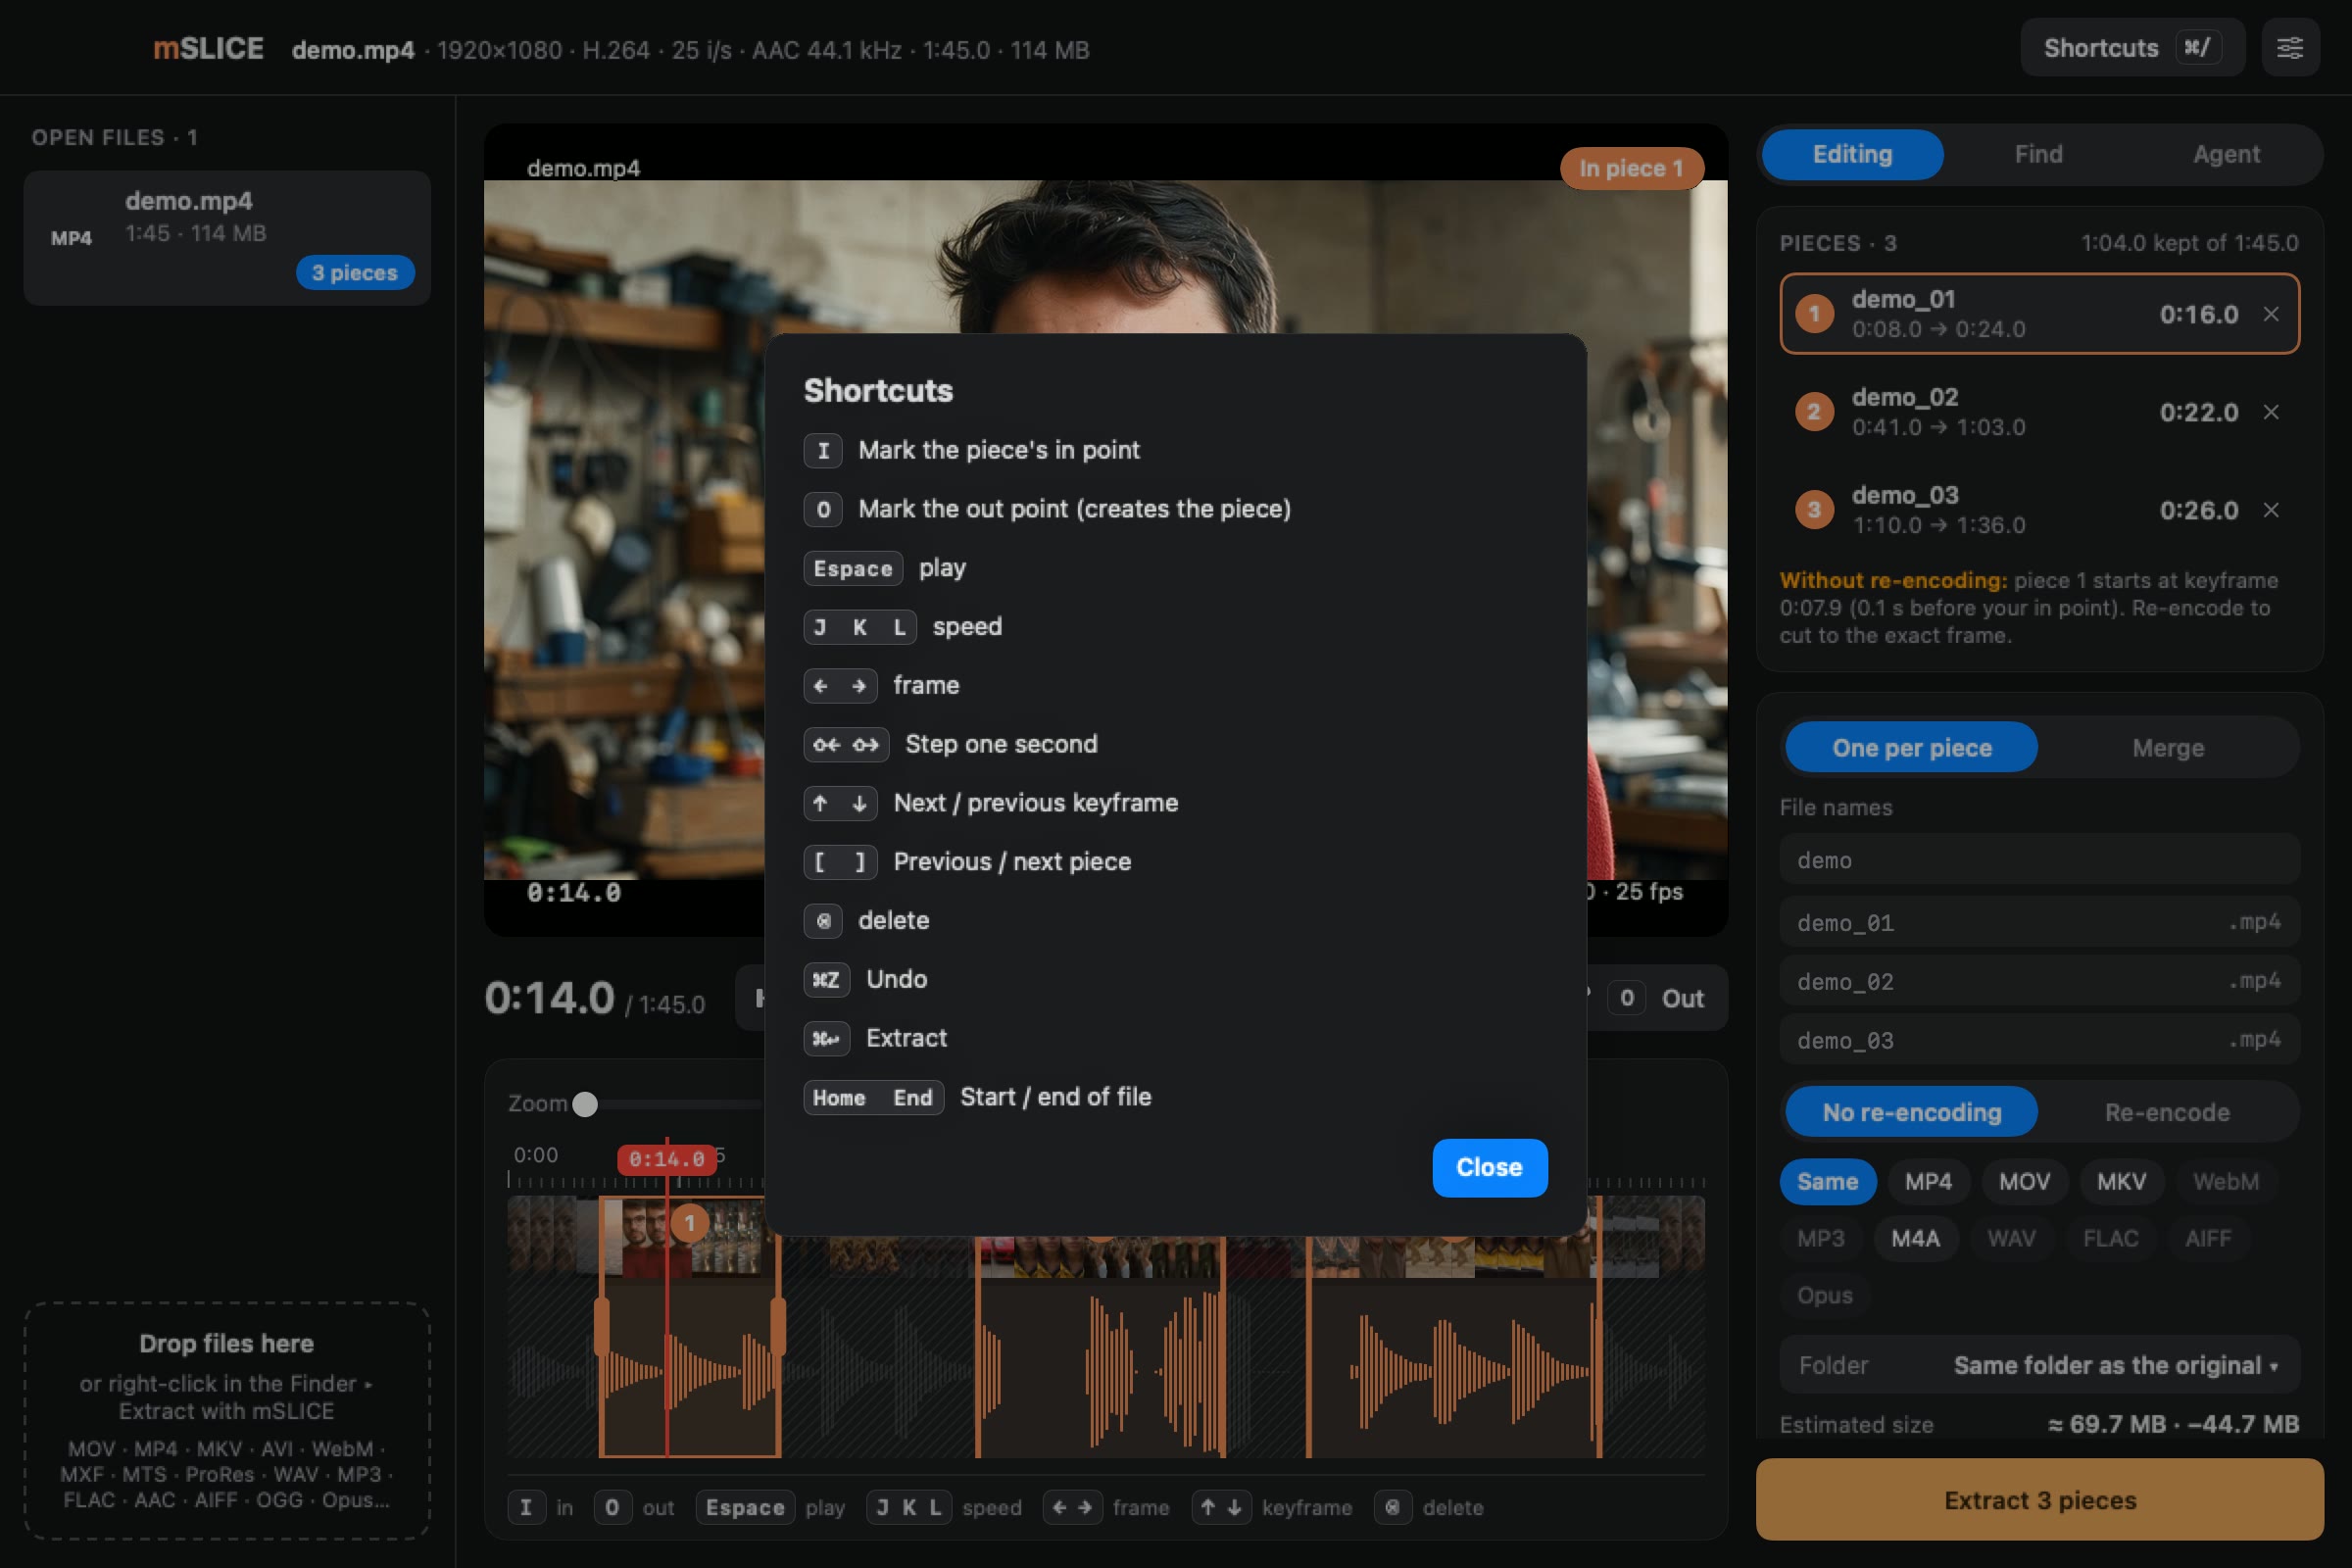 mSLICE demo.mp4 · 1920×1080 · H.264 · 25 i/s · AAC 44.1 kHz · 1:45.0 · 114 MB
Shortcuts ⌘/
OPEN FILES · 1
demo.mp4
MP4
1:45 · 114 MB
3 pieces
Drop files here
or right-click in the Finder ▸
Extract with mSLICE
MOV · MP4 · MKV · AVI · WebM ·
MXF · MTS · ProRes · WAV · MP3 ·
FLAC · AAC · AIFF · OGG · Opus...
demo.mp4
In piece 1
0:14.0
· 25 fps
0:14.0 / 1:45.0
O Out
Zoom
0:00
0:14.0
1
I in O out Espace play J K L speed ← → frame ↑ ↓ keyframe ⌫ delete
Shortcuts
I Mark the piece's in point
O Mark the out point (creates the piece)
Espace play
J K L speed
← → frame
⇧← ⇧→ Step one second
↑ ↓ Next / previous keyframe
[ ] Previous / next piece
⌫ delete
⌘Z Undo
⌘↩ Extract
Home End Start / end of file
Close
Editing Find Agent
PIECES · 3 1:04.0 kept of 1:45.0
1 demo_01 0:16.0 ×
0:08.0 → 0:24.0
2 demo_02 0:22.0 ×
0:41.0 → 1:03.0
3 demo_03 0:26.0 ×
1:10.0 → 1:36.0
Without re-encoding: piece 1 starts at keyframe
0:07.9 (0.1 s before your in point). Re-encode to
cut to the exact frame.
One per piece Merge
File names
demo
demo_01 .mp4
demo_02 .mp4
demo_03 .mp4
No re-encoding Re-encode
Same MP4 MOV MKV WebM
MP3 M4A WAV FLAC AIFF
Opus
Folder Same folder as the original ▾
Estimated size ≈ 69.7 MB · −44.7 MB
Extract 3 pieces